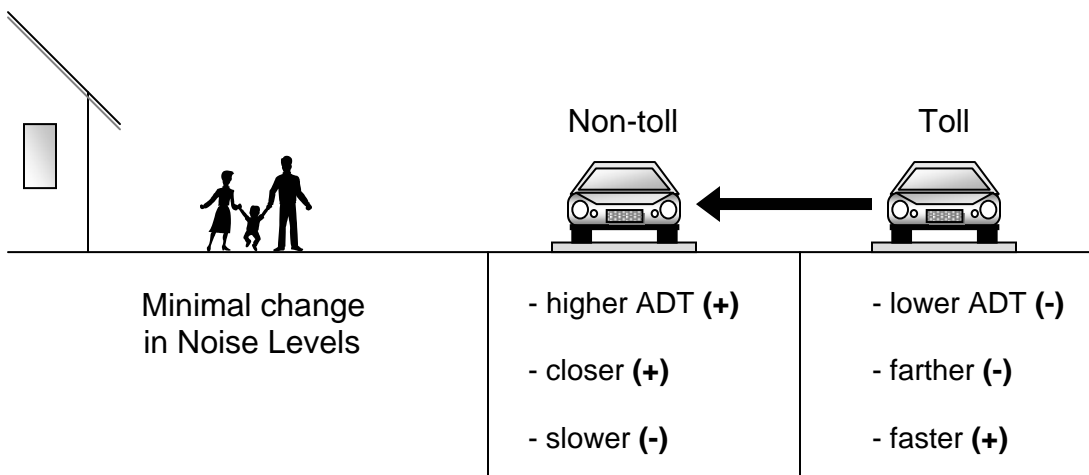 Non-toll
Toll
Minimal change
in Noise Levels
- higher ADT (+)
- closer (+)
- slower (-)
- lower ADT (-)
- farther (-)
- faster (+)